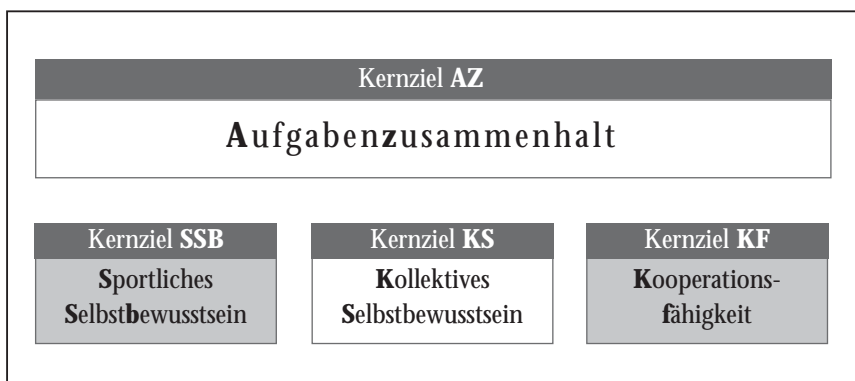 Kernziel AZ
Aufgabenzusammenhalt
Kernziel SSB
Sportliches
Selbstbewusstsein
Kernziel KS
Kollektives
Selbstbewusstsein
Kernziel KF
Kooperations-
fähigkeit